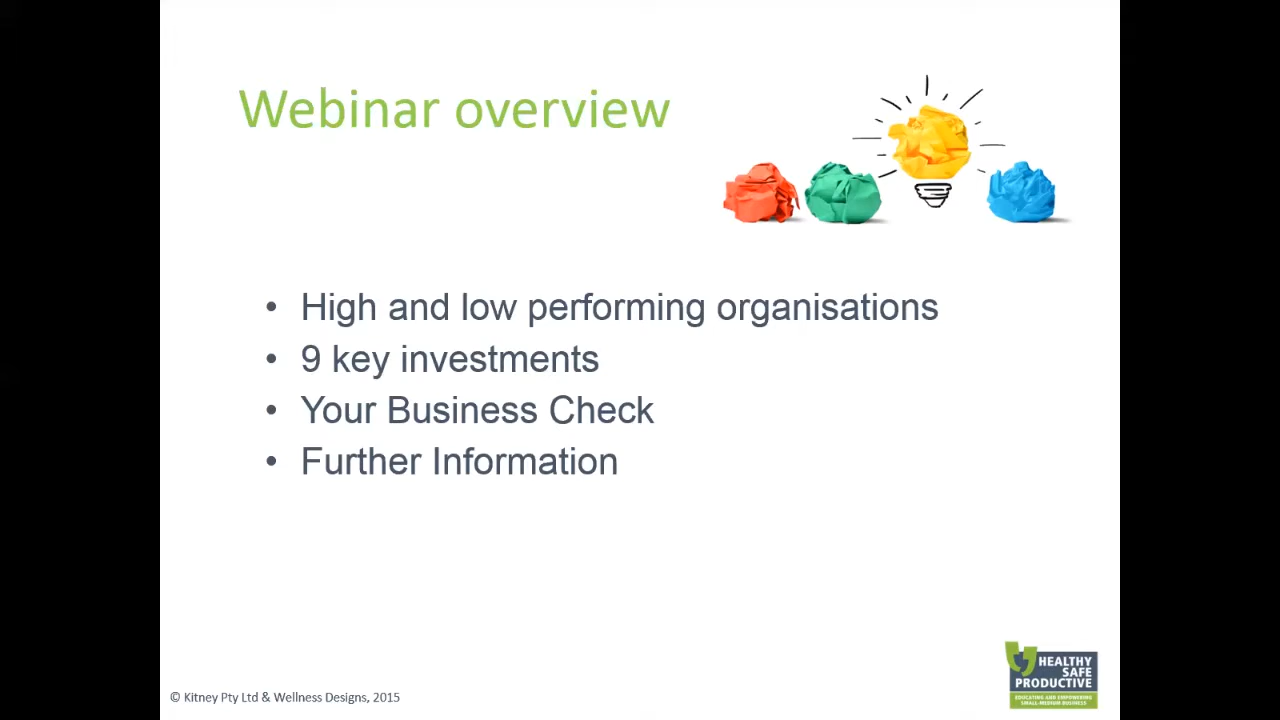 Webinar overview
• High and low performing organisations
• 9 key investments
• Your Business Check
• Further Information
© Kitney Pty Ltd & Wellness Designs, 2015
HEALTHY
SAFE
PRODUCTIVE
EDUCATING AND EMPOWERING
SMALL-MEDIUM BUSINESS